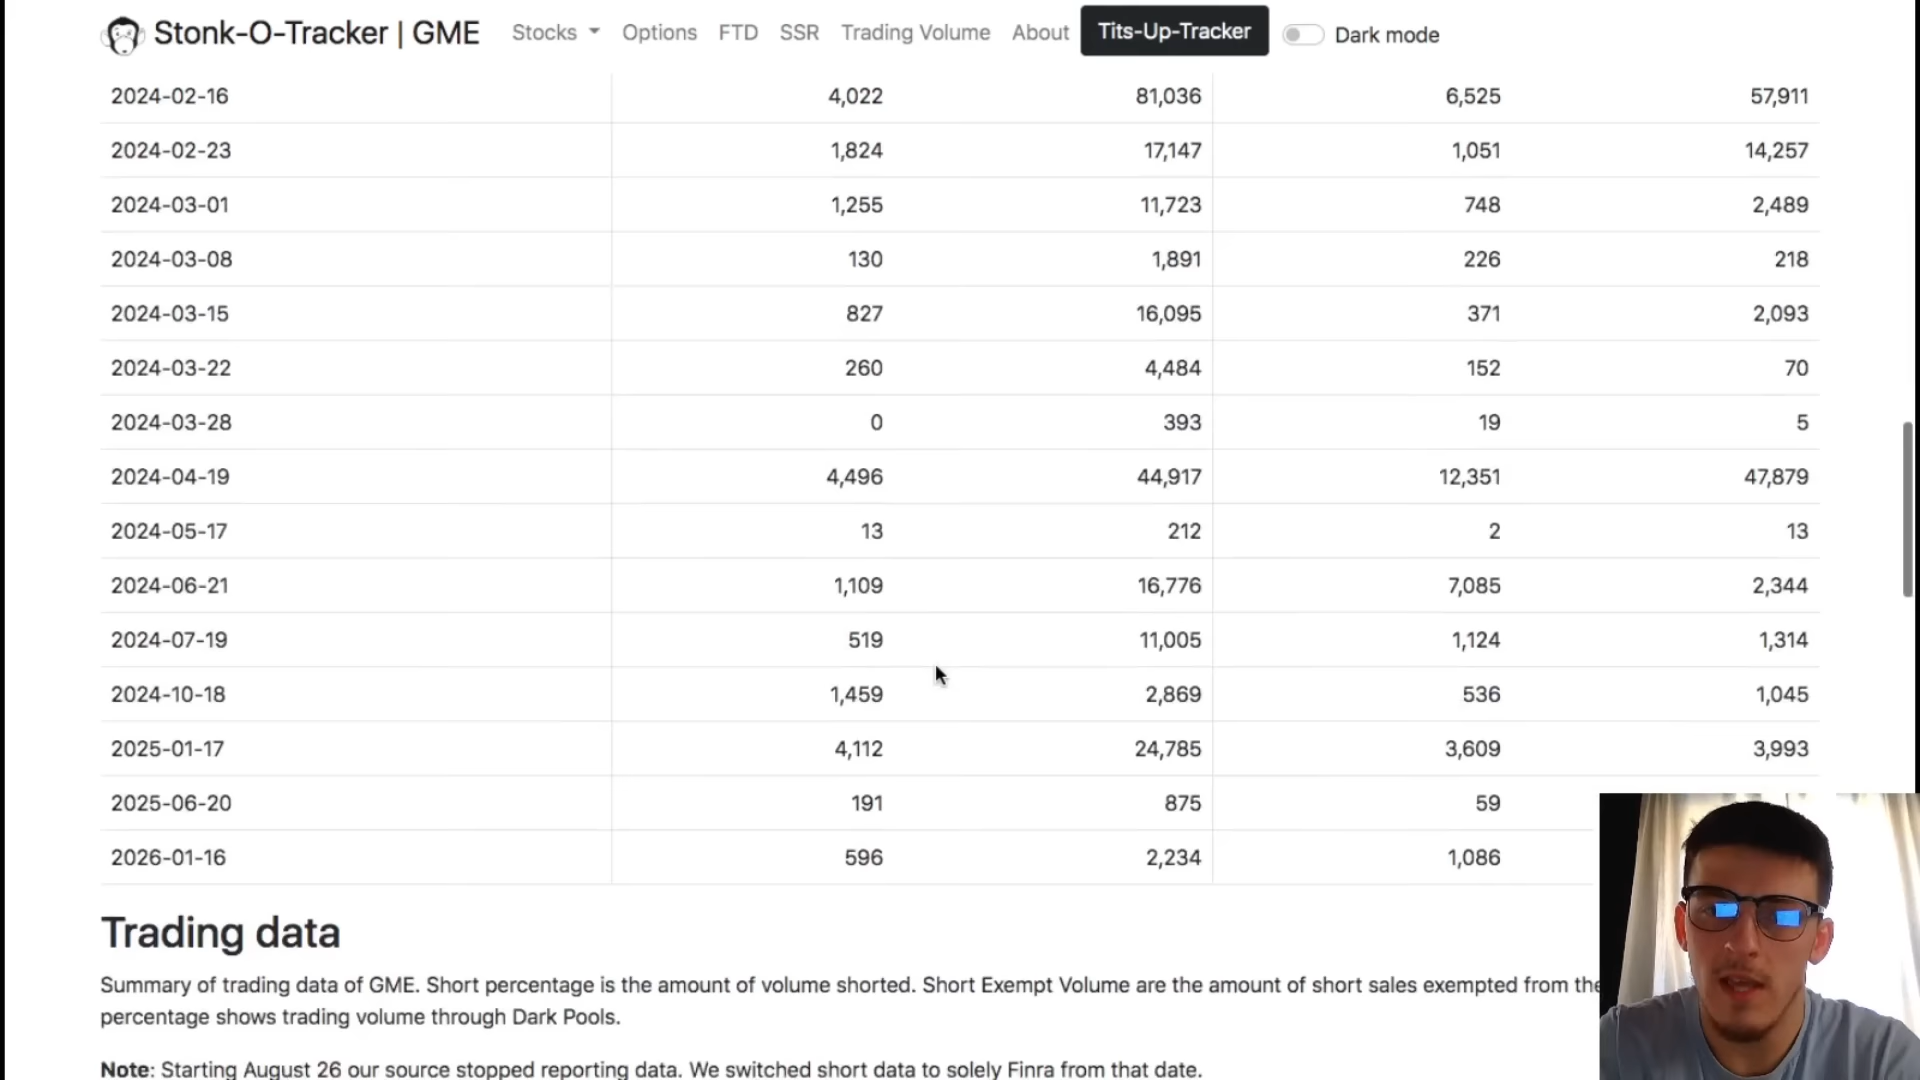 Stonk-O-Tracker | GME Stocks Options FTD SSR Trading Volume About Tits-Up-Tracker Dark mode
2024-02-16 4,022 81,036 6,525 57,911
2024-02-23 1,824 17,147 1,051 14,257
2024-03-01 1,255 11,723 748 2,489
2024-03-08 130 1,891 226 218
2024-03-15 827 16,095 371 2,093
2024-03-22 260 4,484 152 70
2024-03-28 0 393 19 5
2024-04-19 4,496 44,917 12,351 47,879
2024-05-17 13 212 2 13
2024-06-21 1,109 16,776 7,085 2,344
2024-07-19 519 11,005 1,124 1,314
2024-10-18 1,459 2,869 536 1,045
2025-01-17 4,112 24,785 3,609 3,993
2025-06-20 191 875 59
2026-01-16 596 2,234 1,086
Trading data
Summary of trading data of GME. Short percentage is the amount of volume shorted. Short Exempt Volume are the amount of short sales exempted from the
percentage shows trading volume through Dark Pools.
Note: Starting August 26 our source stopped reporting data. We switched short data to solely Finra from that date.